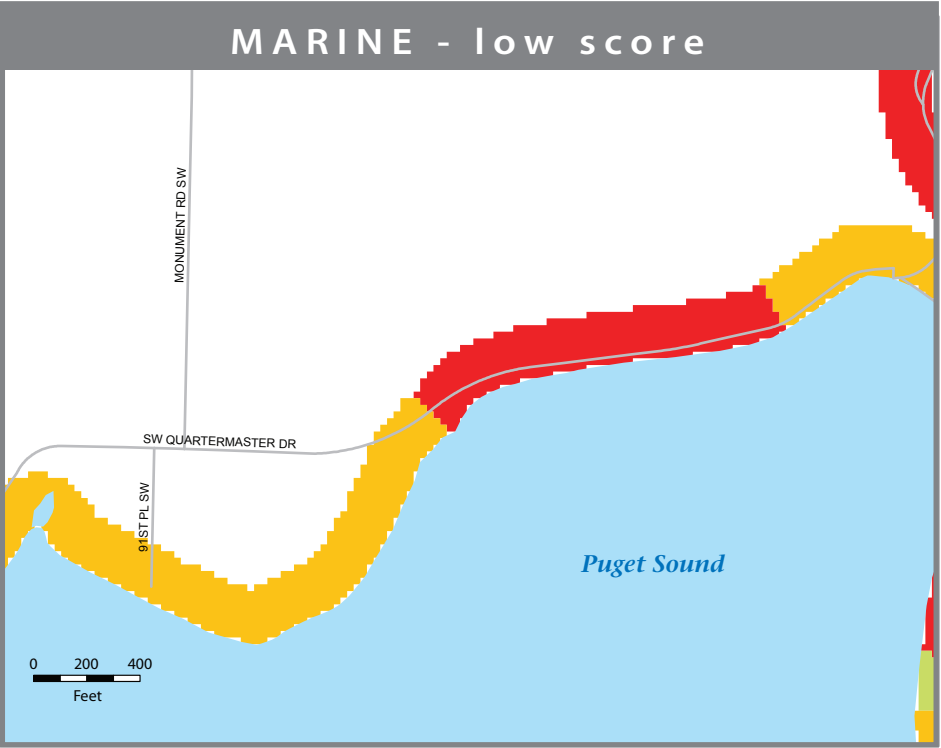 MARINE - low score
MONUMENT RD SW
SW QUARTERMASTER DR
91ST PL SW
Puget Sound
0 200 400
Feet